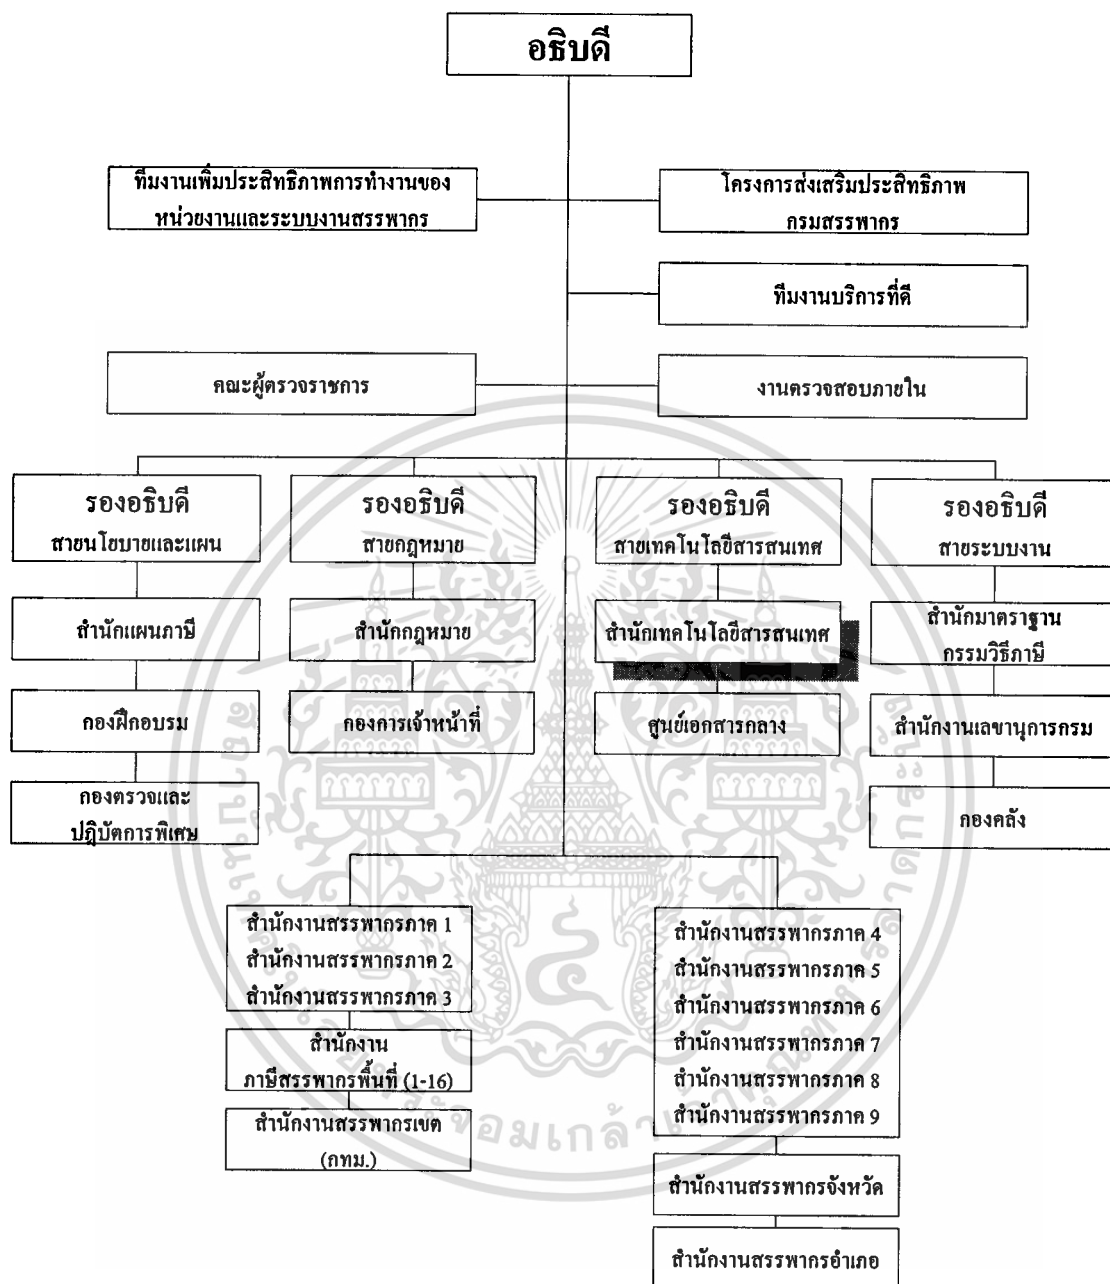 อธิบดี
ทีมงานเพิ่มประสิทธิภาพการทำงานของ
หน่วยงานและระบบงานสรรพากร
โครงการส่งเสริมประสิทธิภาพ
กรมสรรพากร
ทีมงานบริการที่ดี
คณะผู้ตรวจราชการ
งานตรวจสอบภายใน
รองอธิบดี
สายนโยบายและแผน
รองอธิบดี
สายกฎหมาย
รองอธิบดี
สายเทคโนโลยีสารสนเทศ
รองอธิบดี
สายระบบงาน
สำนักแผนภาษี
สำนักกฎหมาย
สำนักเทคโนโลยีสารสนเทศ
สำนักมาตราฐาน
กรรมวิธีภาษี
กองฝึกอบรม
กองการเจ้าหน้าที่
ศูนย์เอกสารกลาง
สำนักงานเลขานุการกรม
กองตรวจและ
ปฎิบัตการพิเศษ
กองคลัง
สำนักงานสรรพากรภาค 1
สำนักงานสรรพากรภาค 2
สำนักงานสรรพากรภาค 3
สำนักงาน
ภาษีสรรพากรพื้นที่ (1-16)
สำนักงานสรรพากรเขต
(กทม.)
สำนักงานสรรพากรภาค 4
สำนักงานสรรพากรภาค 5
สำนักงานสรรพากรภาค 6
สำนักงานสรรพากรภาค 7
สำนักงานสรรพากรภาค 8
สำนักงานสรรพากรภาค 9
สำนักงานสรรพากรจังหวัด
สำนักงานสรรพากรอำเภอ